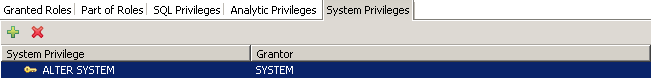 Granted Roles Part of Roles SQL Privileges Analytic Privileges System Privileges
System Privilege Grantor
ALTER SYSTEM SYSTEM